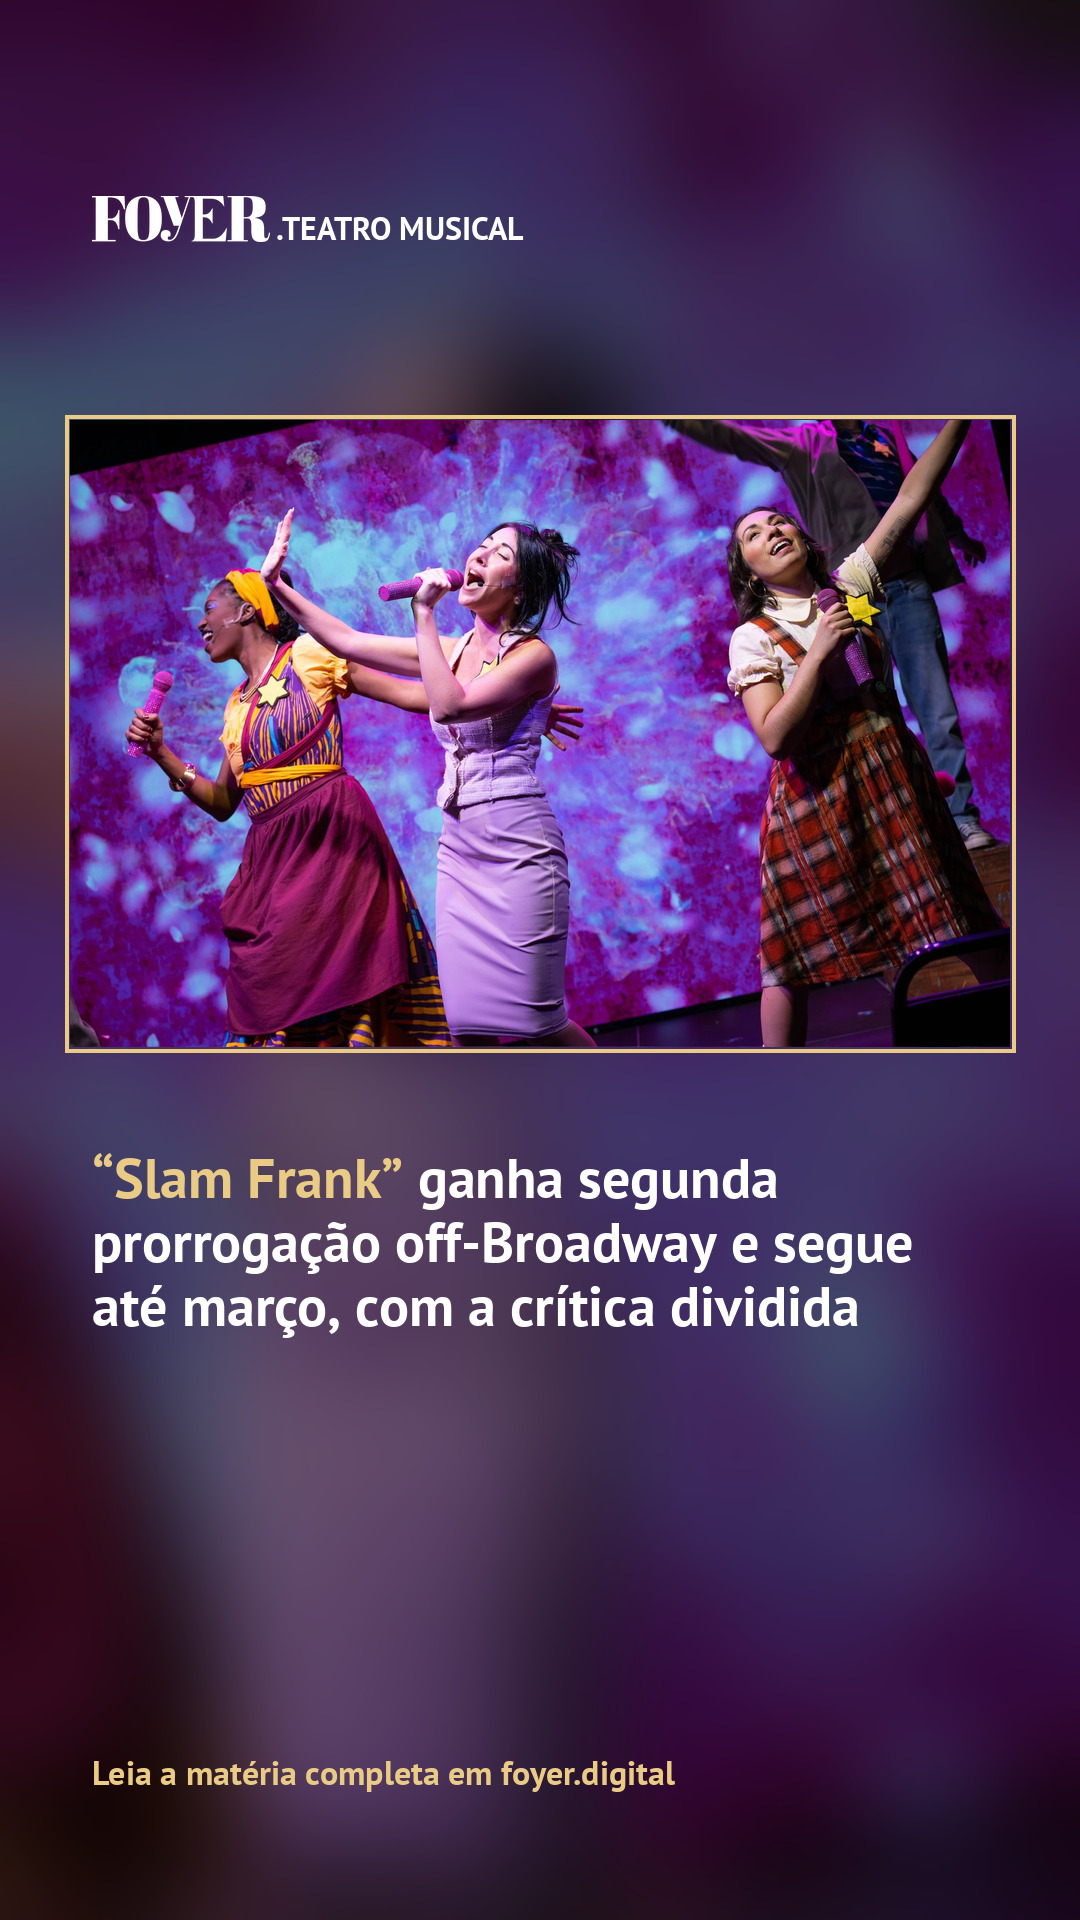 FOYER .TEATRO MUSICAL
“Slam Frank” ganha segunda
prorrogação off-Broadway e segue
até março, com a crítica dividida
Leia a matéria completa em foyer.digital